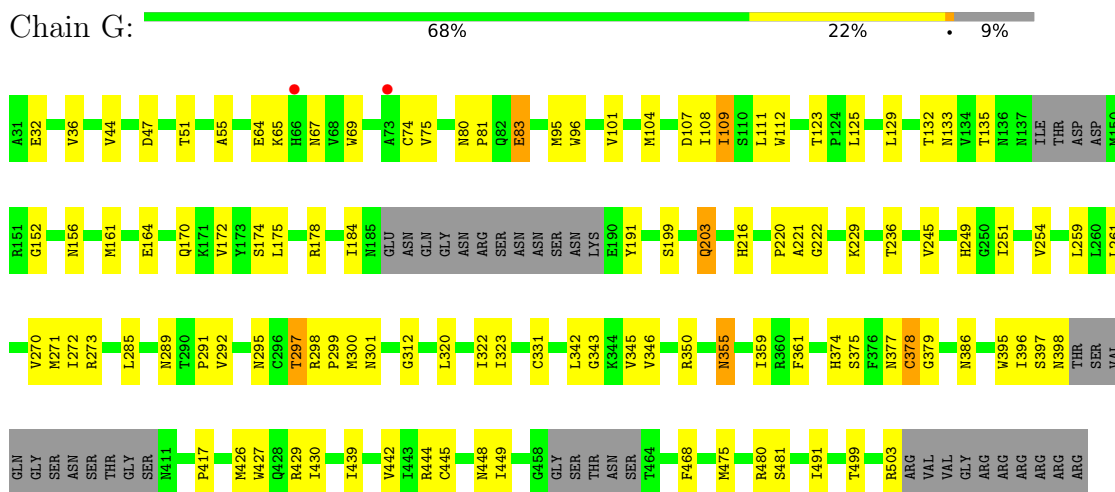 Chain G:
68% 22% • 9%
A31 E32 V36 V44 D47 T51 A55 E64 K65 H66 N67 V68 W69 A73 C74 V75 N80 P81 Q82 E83 M95 W96 V101 M104 D107 I108 I109 S110 L111 W112 T123 P124 L125 L129 T132 N133 V134 T135 N136 N137 ILE THR ASP ASP M150
R151 G152 N156 M161 E164 Q170 K171 V172 Y173 S174 L175 R178 I184 N185 GLU ASN GLN GLY ASN ARG SER ASN ASN SER ASN LYS E190 Y191 S199 Q203 H216 P220 A221 G222 K229 T236 V245 H249 G250 I251 V254 L259 L260 L261
V270 M271 I272 R273 L285 N289 T290 P291 V292 N295 C296 T297 R298 P299 M300 N301 G312 L320 I322 I323 C331 L342 G343 K344 V345 V346 R350 N355 I359 R360 F361 H374 S375 F376 N377 C378 G379 N386 W395 I396 S397 N398 THR SER VAL
GLN GLY SER ASN SER THR GLY SER N411 P417 M426 W427 Q428 R429 I430 I439 V442 I443 R444 C445 N448 I449 G458 GLY SER THR ASN SER T464 F468 M475 R480 S481 I491 T499 R503 ARG VAL VAL GLY ARG ARG ARG ARG ARG ARG